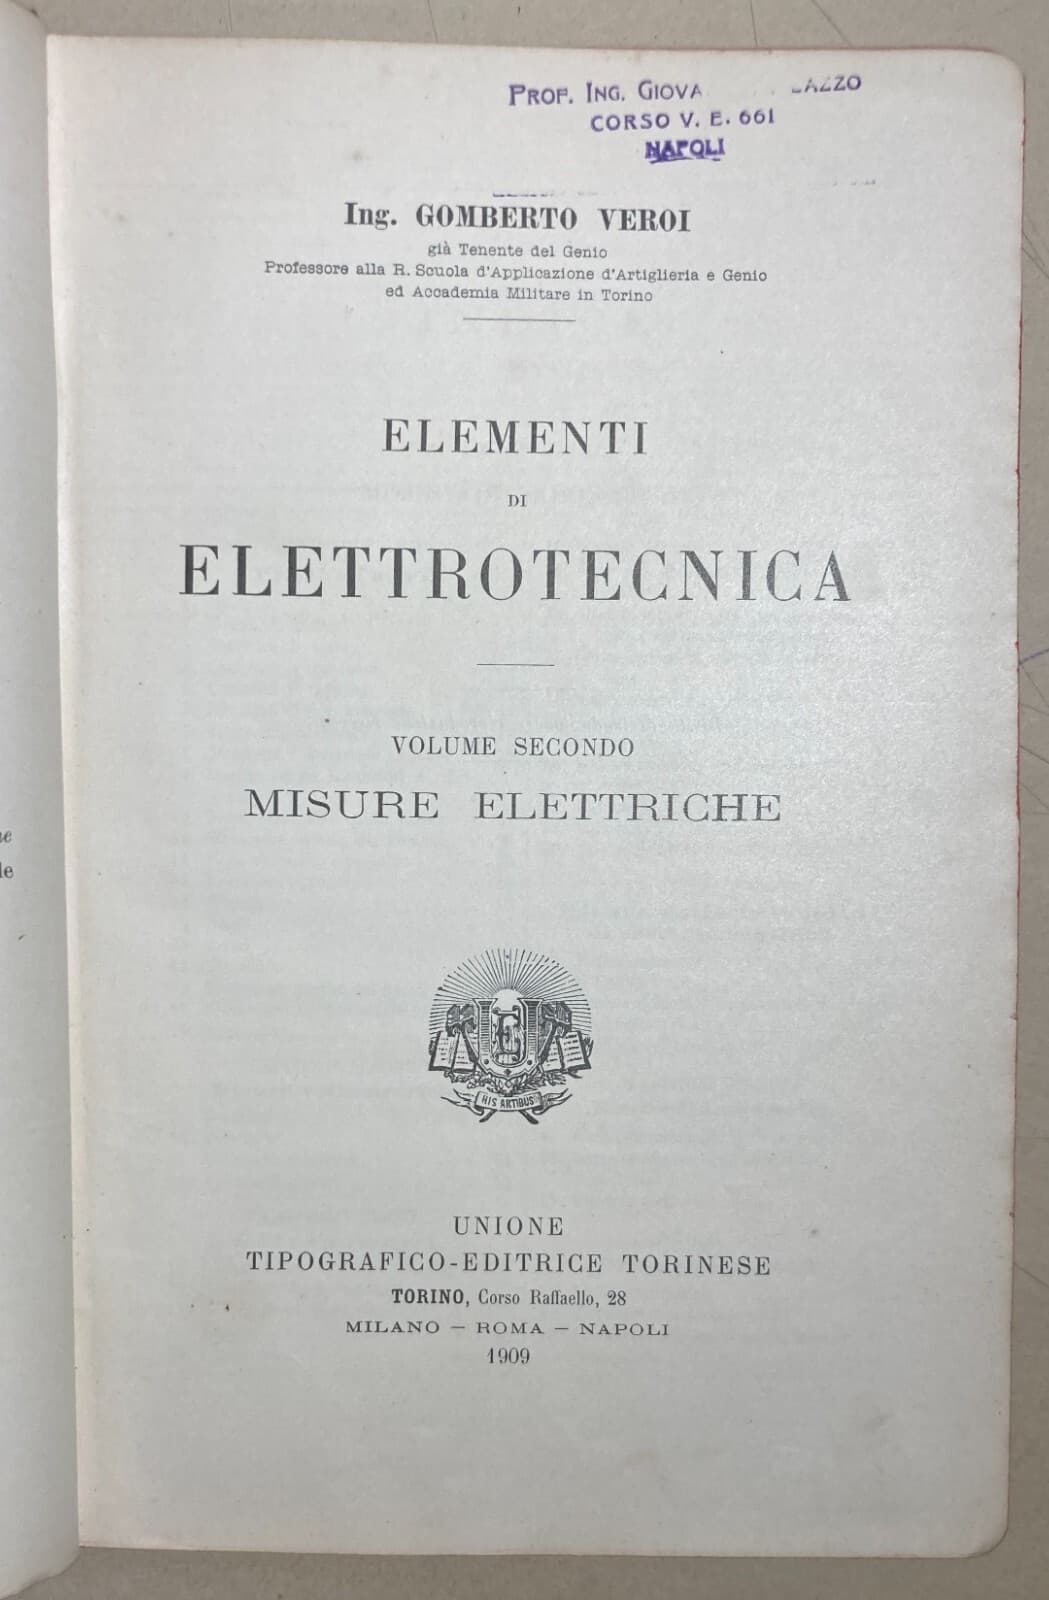 PROF. ING. GIOVA
CORSO V. E. 661
NAPOLI
Ing. GOMBERTO VEROI
già Tenente del Genio
Professore alla R. Scuola d'Applicazione d'Artiglieria e Genio
ed Accademia Militare in Torino
ELEMENTI
DI
ELETTROTECNICA
VOLUME SECONDO
MISURE ELETTRICHE
HIS ARTIBUS
UNIONE
TIPOGRAFICO-EDITRICE TORINESE
TORINO, Corso Raffaello, 28
MILANO — ROMA — NAPOLI
1909